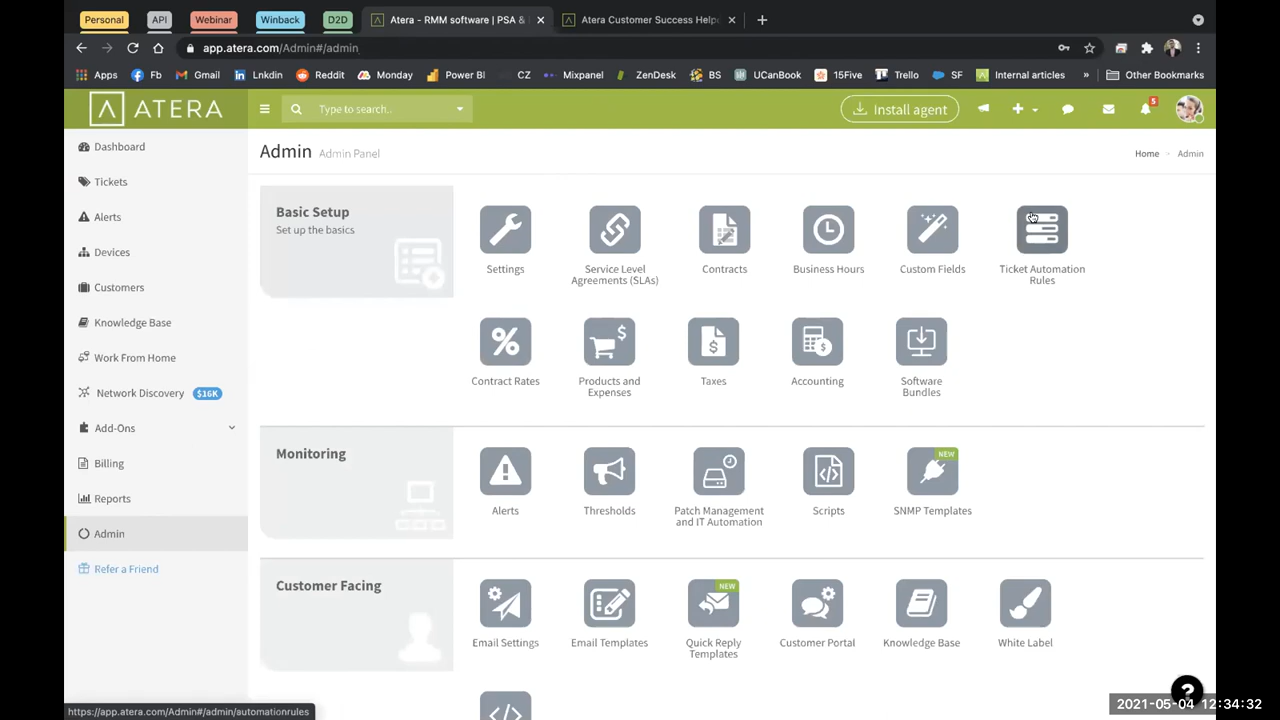 Personal
API
Webinar
Winback
D2D
Atera - RMM software | PSA &
Atera Customer Success Help
app.atera.com/Admin#/admin
Apps
Fb
Gmail
Lnkdin
Reddit
Monday
Power BI
CZ
Mixpanel
ZenDesk
BS
UCalBook
15Five
Trello
SF
Internal articles
»
Other Bookmarks
ATERA
Type to search..
Install agent
5
Dashboard
Tickets
Alerts
Devices
Customers
Knowledge Base
Work From Home
Network Discovery $16K
Add-Ons
Billing
Reports
Admin
Refer a Friend
Admin Admin Panel
Home - Admin
Basic Setup
Set up the basics
Settings
Service Level
Agreements (SLAs)
Contracts
Business Hours
Custom Fields
Ticket Automation
Rules
Contract Rates
Products and
Expenses
Taxes
Accounting
Software
Bundles
Monitoring
Alerts
Thresholds
Patch Management
and IT Automation
Scripts
NEW
SNMP Templates
Customer Facing
Email Settings
Email Templates
NEW
Quick Reply
Templates
Customer Portal
Knowledge Base
White Label
?
https://app.atera.com/Admin#/admin/automationrules
2021-05-04 12:34:32